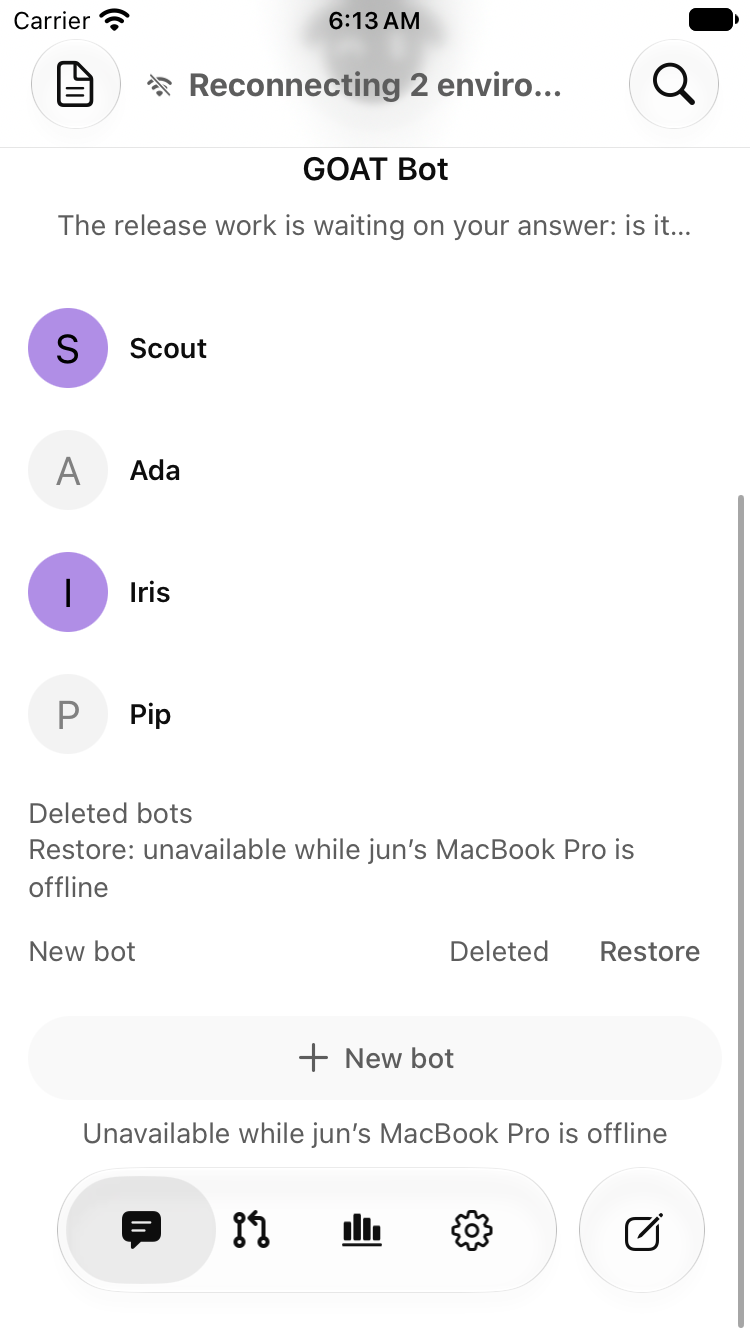 Carrier
6:13 AM
Reconnecting 2 enviro...
GOAT Bot
The release work is waiting on your answer: is it...
S
Scout
A
Ada
I
Iris
P
Pip
Deleted bots
Restore: unavailable while jun’s MacBook Pro is
offline
New bot
Deleted
Restore
New bot
Unavailable while jun’s MacBook Pro is offline